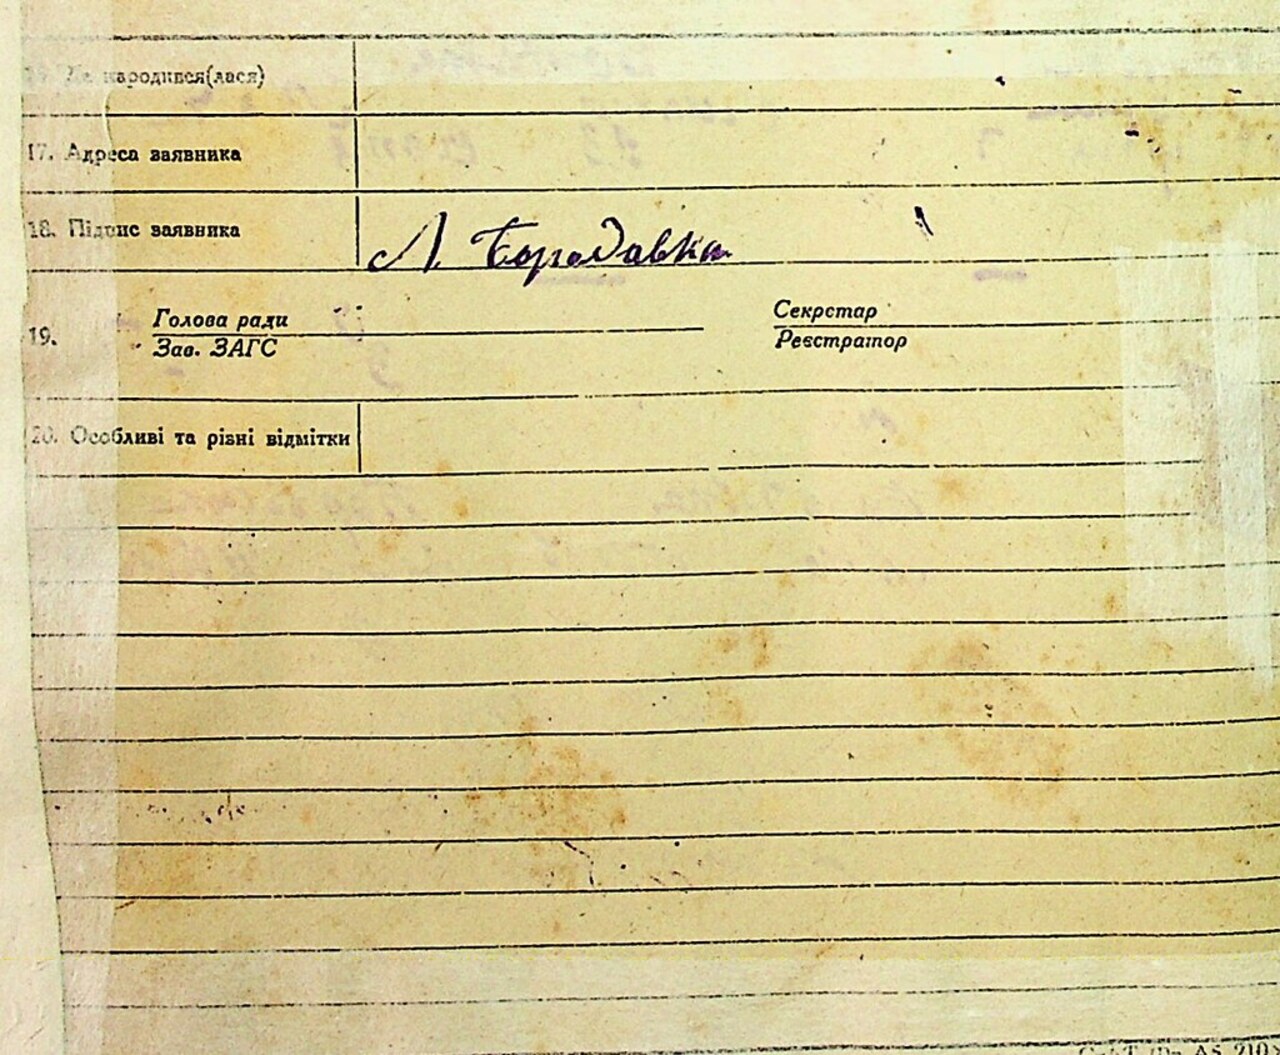 народився(лася)
17. Адреса заявника
18. Підпис заявника Л. Бородавка
19. Голова ради Секретар
Зав. ЗАГС Реєстратор
20. Особливі та різні відмітки